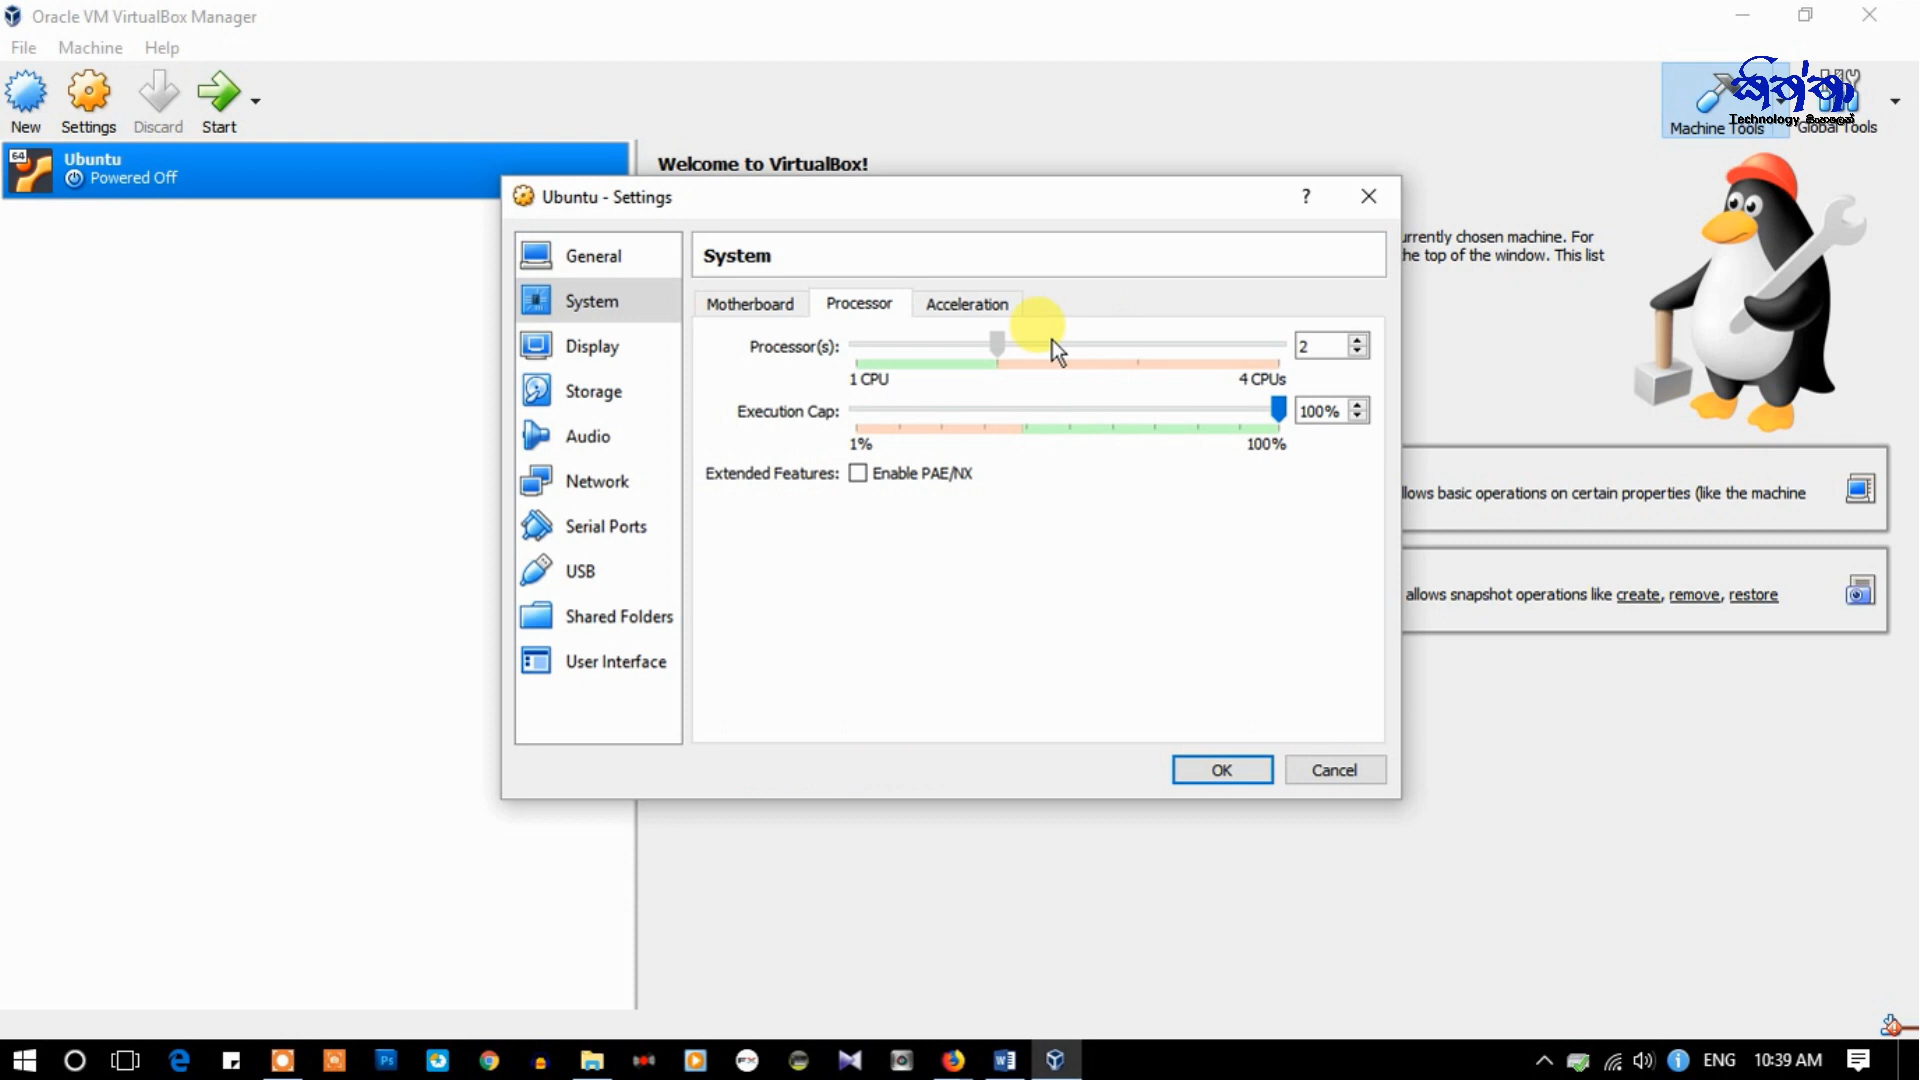 Oracle VM VirtualBox Manager
File Machine Help
New Settings Discard Start
Machine Tools
Global Tools
Technology
64
Ubuntu
Powered Off
Welcome to VirtualBox!
urrently chosen machine. For
he top of the window. This list
Ubuntu - Settings
?
General
System
Display
Storage
Audio
Network
Serial Ports
USB
Shared Folders
User Interface
System
Motherboard Processor Acceleration
Processor(s): 2
1 CPU 4 CPUs
Execution Cap: 100%
1% 100%
Extended Features: Enable PAE/NX
OK Cancel
llows basic operations on certain properties (like the machine
allows snapshot operations like create, remove, restore
Ps
FX
ENG 10:39 AM